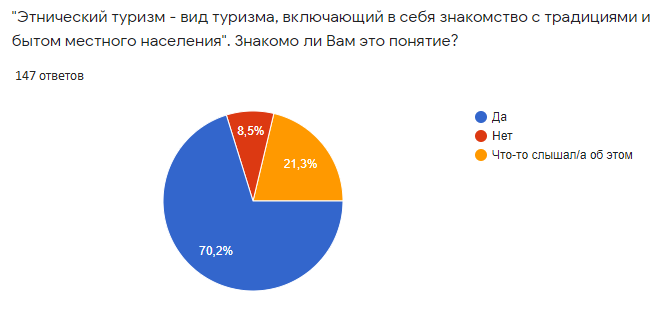 "Этнический туризм - вид туризма, включающий в себя знакомство с традициями и
бытом местного населения". Знакомо ли Вам это понятие?
147 ответов
8,5%
21,3%
70,2%
Да
Нет
Что-то слышал/а об этом